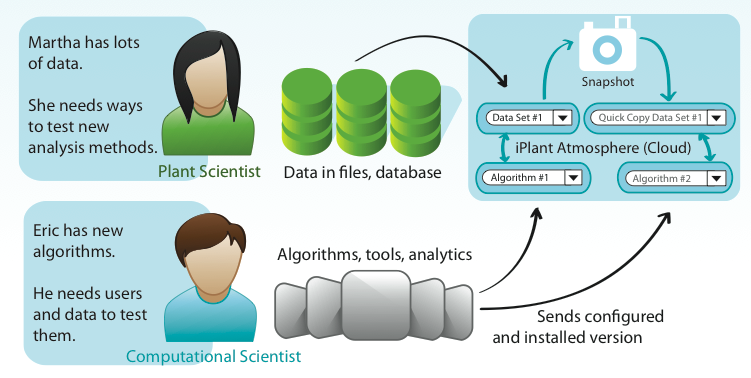 Martha has lots
of data.
She needs ways
to test new
analysis methods.
Plant Scientist
Data in files, database
Snapshot
Data Set #1
Quick Copy Data Set #1
iPlant Atmosphere (Cloud)
Algorithm #1
Algorithm #2
Eric has new
algorithms.
He needs users
and data to test
them.
Computational Scientist
Algorithms, tools, analytics
Sends configured
and installed version